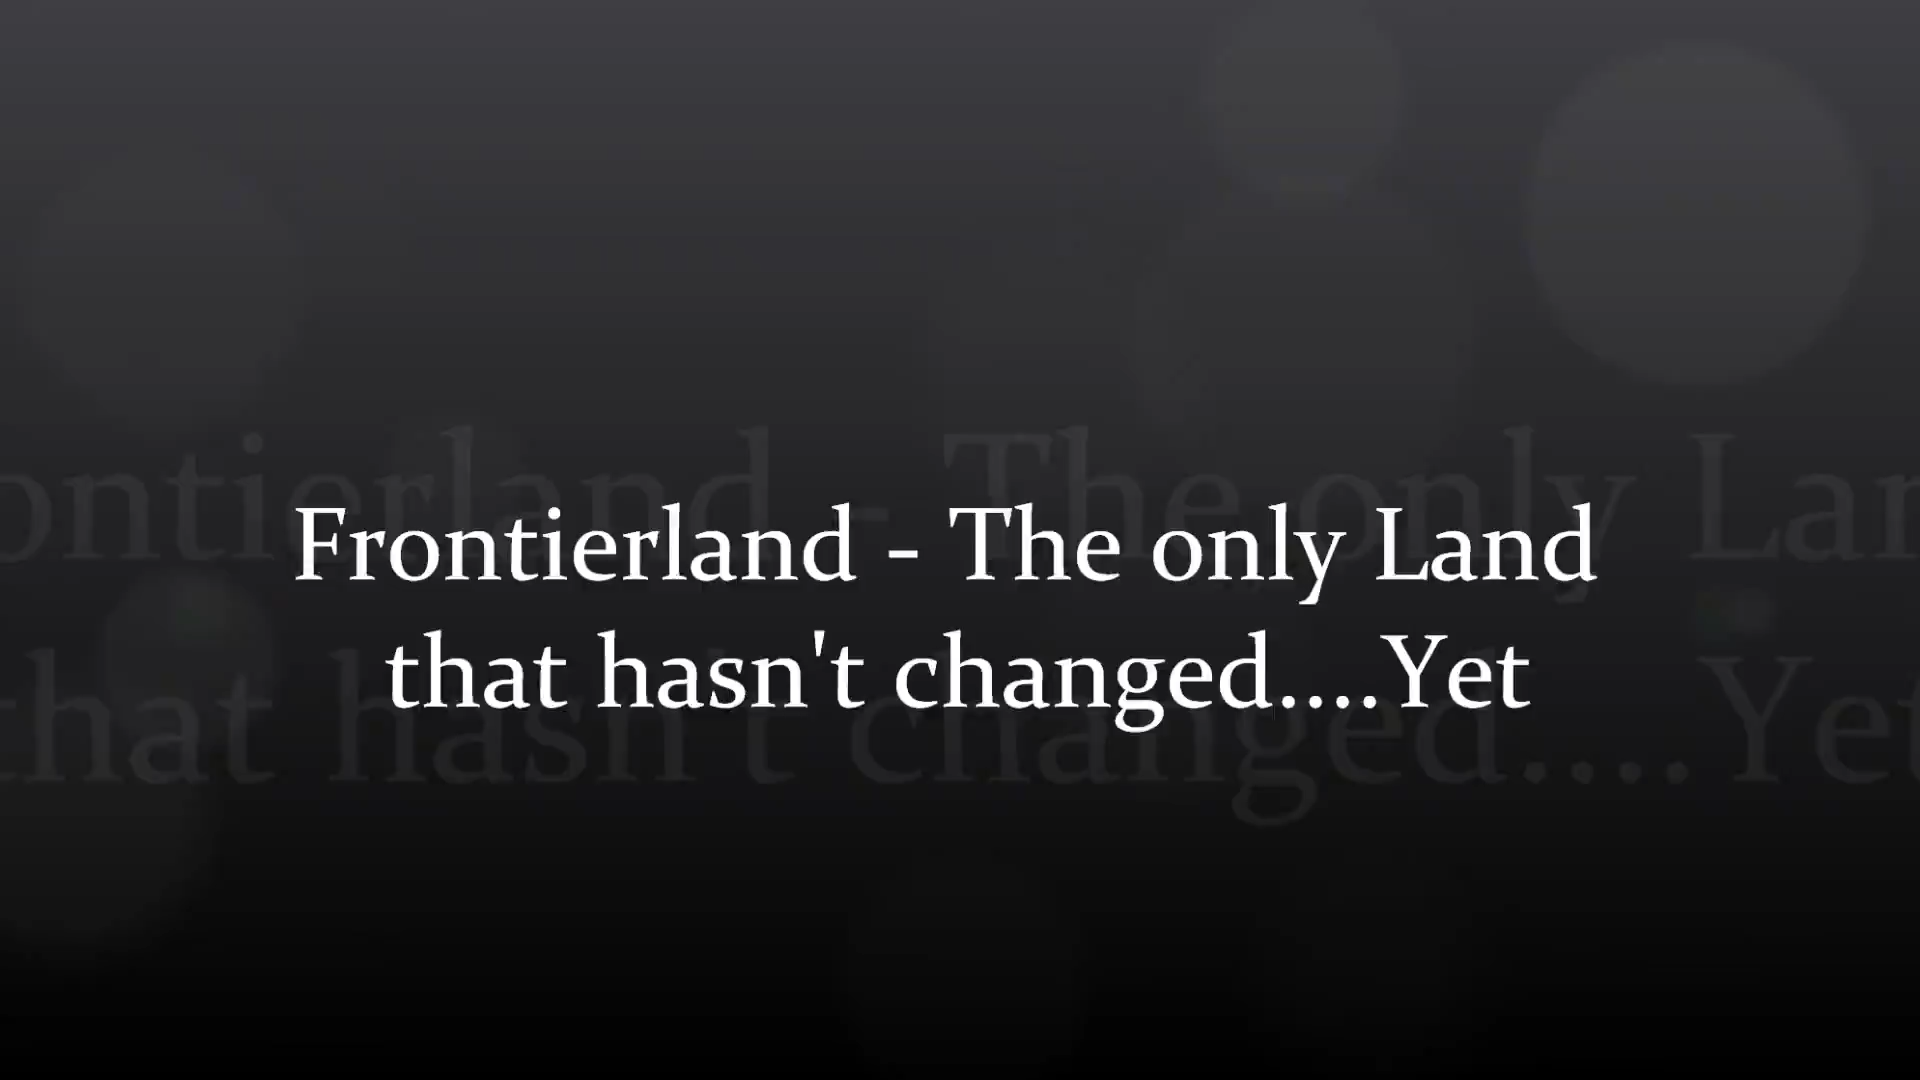 Frontierland - The only Land
that hasn't changed....Yet